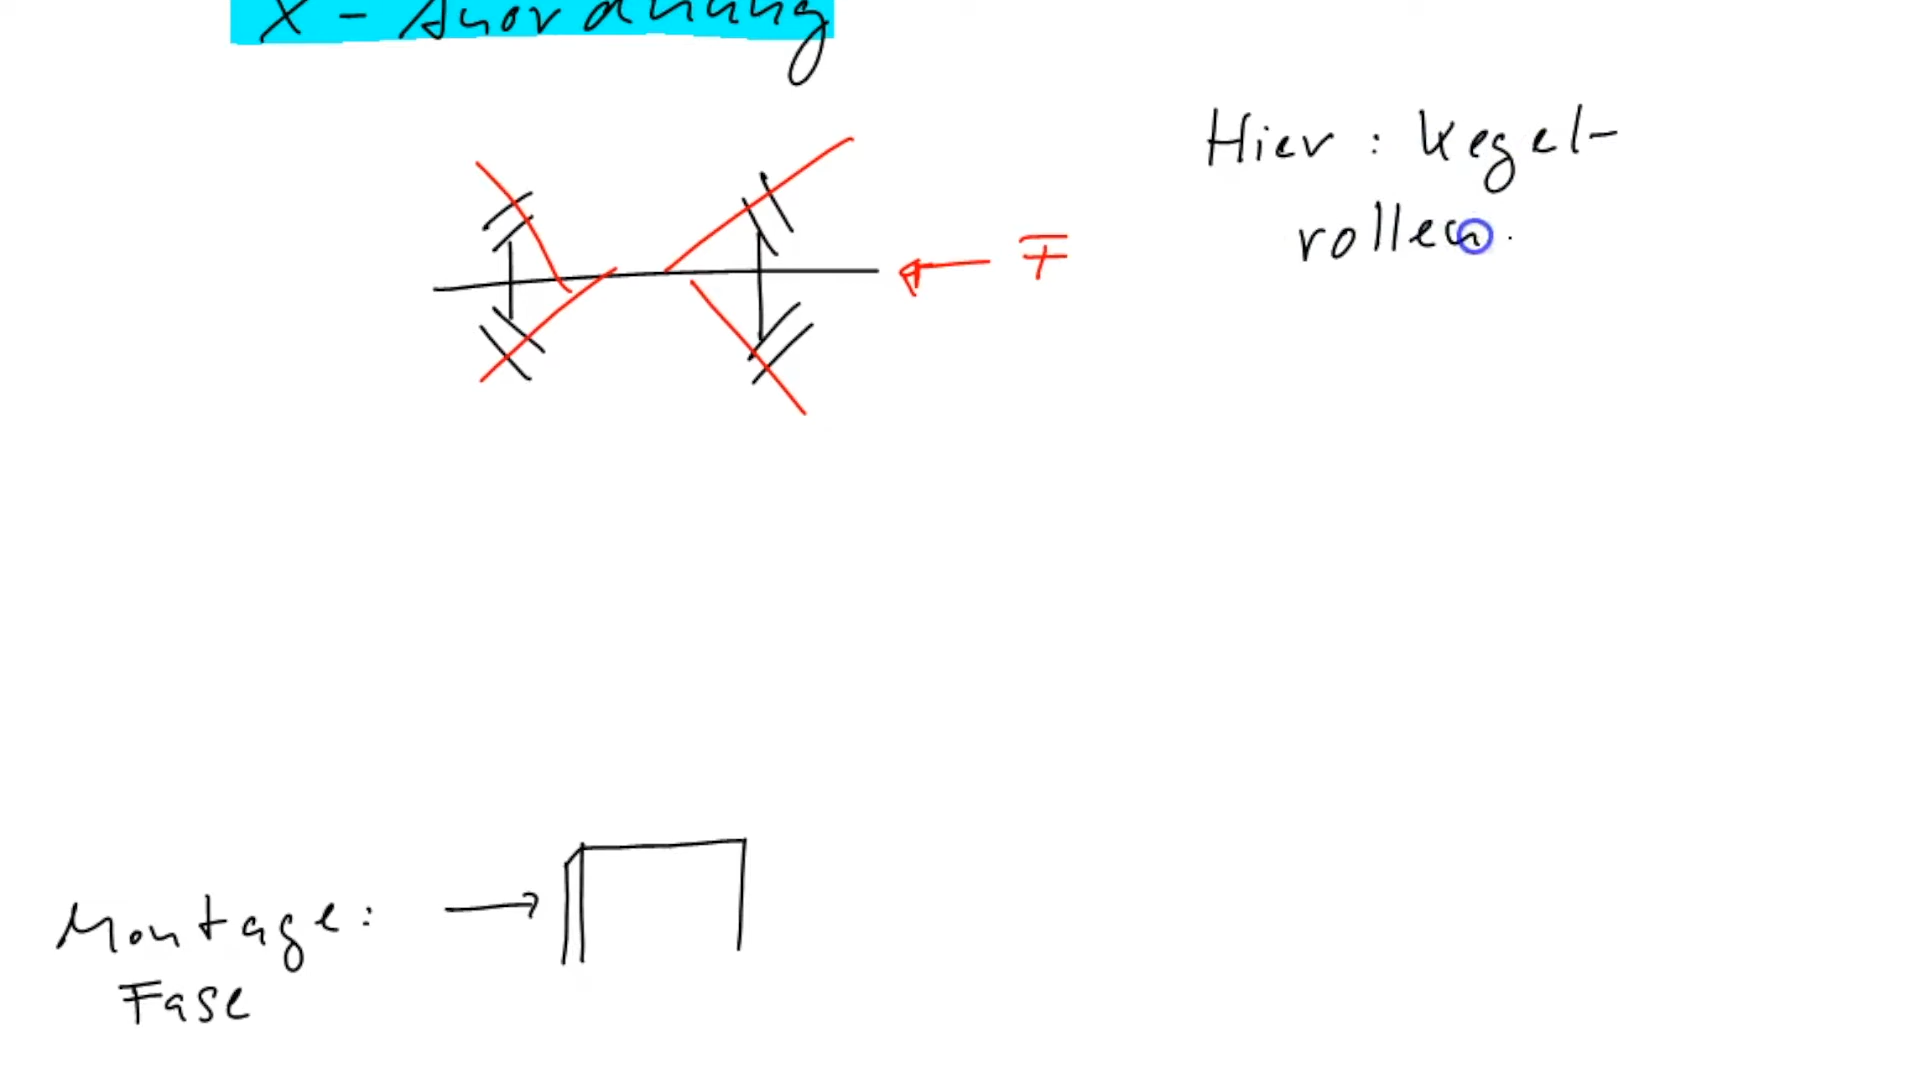 X - Anordnung
Hier : Kegel-
rollen.
F
Montage:
Fase